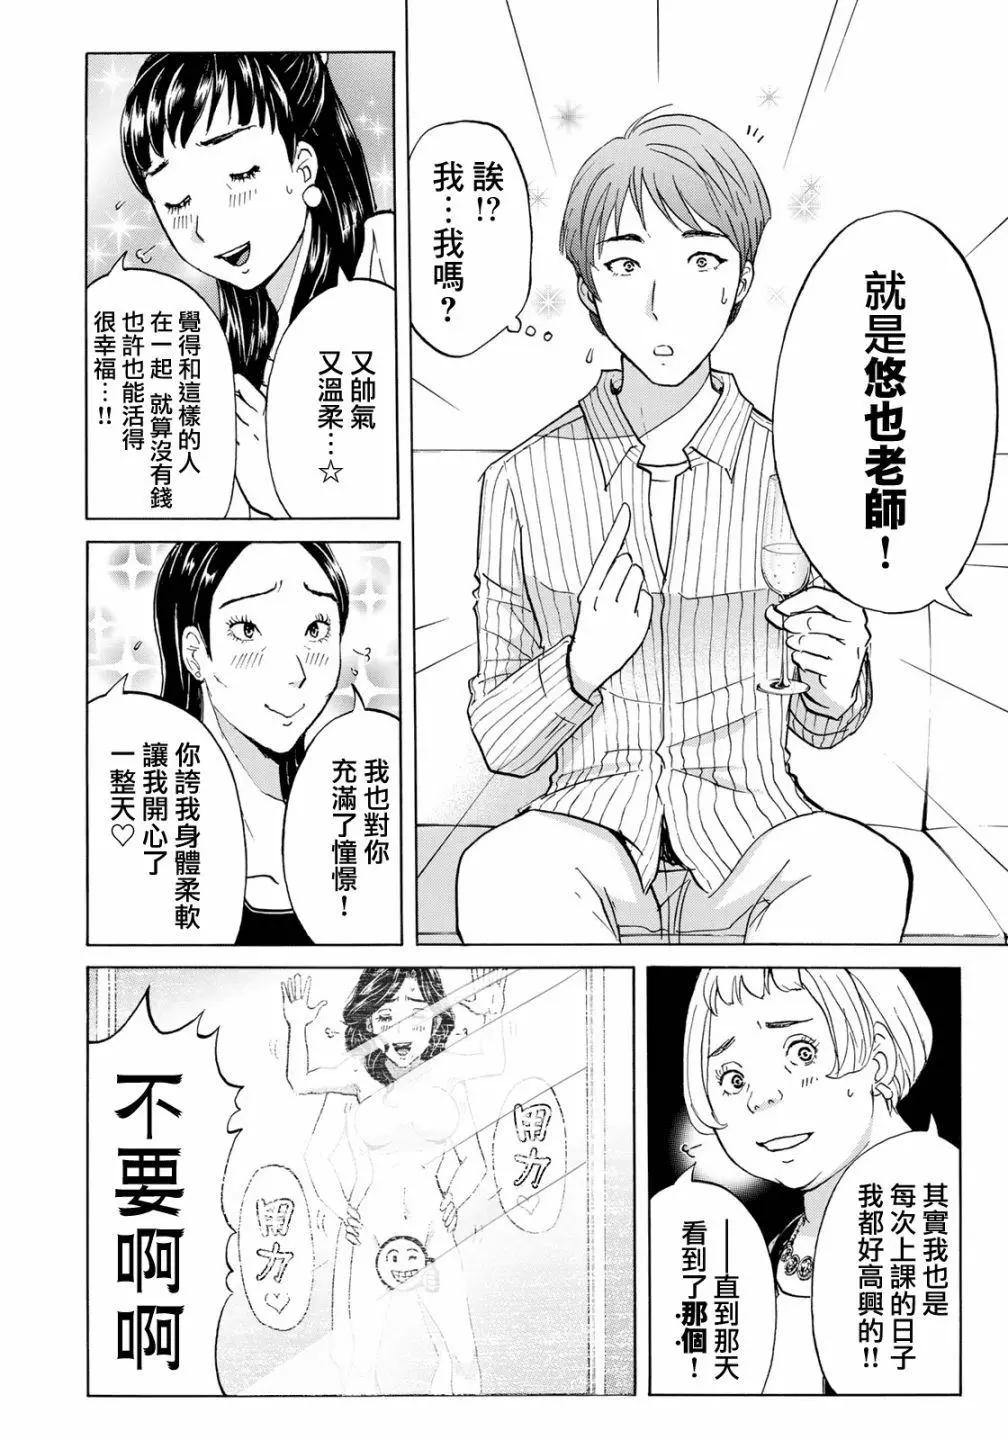 就是悠也老師！
誒!?
我…我嗎？
又帥氣
又溫柔…☆
覺得和這樣的人
在一起 就算沒有錢
也許也能活得
很幸福…!!
我也對你
充滿了憧憬！
你誇我身體柔軟
讓我開心了
一整天♡
其實我也是
每次上課的日子
我都好高興的!!
——直到那天
看到了那個！
用力♡
用力♡
不要啊啊